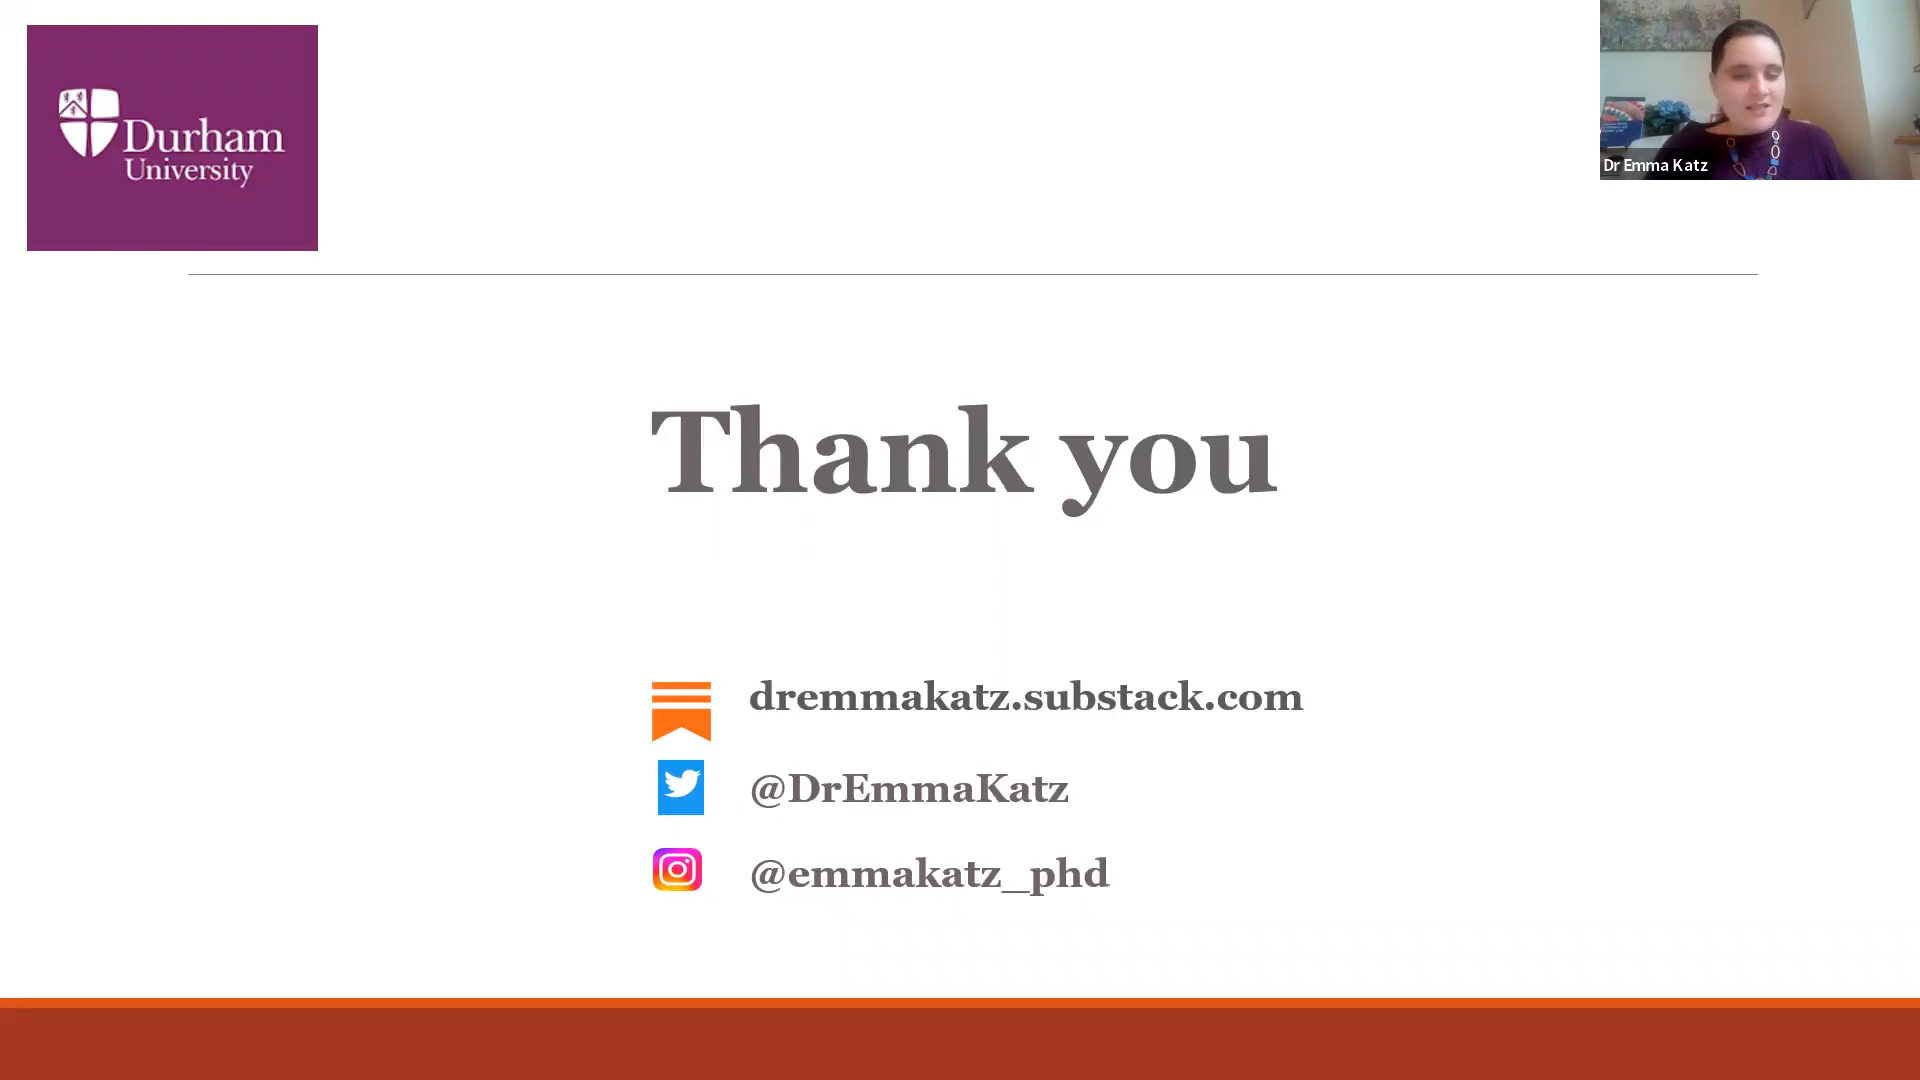 Durham
University
Dr Emma Katz
Thank you
dremmakatz.substack.com
@DrEmmaKatz
@emmakatz_phd